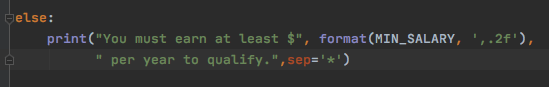 else:
    print("You must earn at least $", format(MIN_SALARY, ',.2f'),
          " per year to qualify.",sep='*')